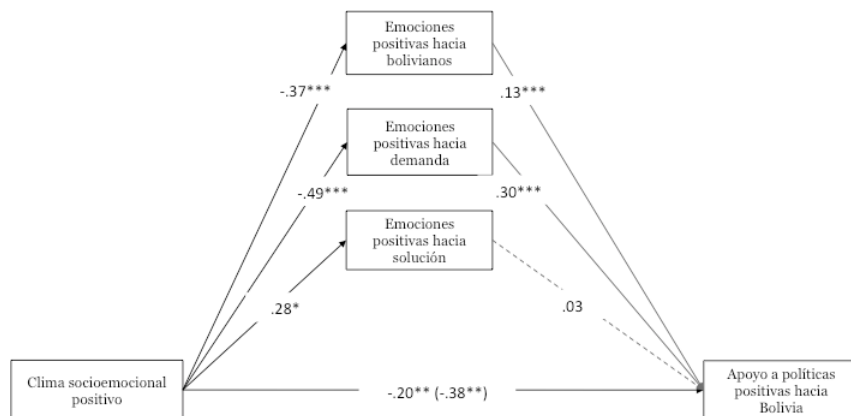 Emociones
positivas hacia
bolivianos
-.37***
.13***
Emociones
positivas hacia
demanda
-.49***
.30***
Emociones
positivas hacia
solución
.28*
.03
Clima socioemocional
positivo
-.20** (-.38**)
Apoyo a políticas
positivas hacia
Bolivia